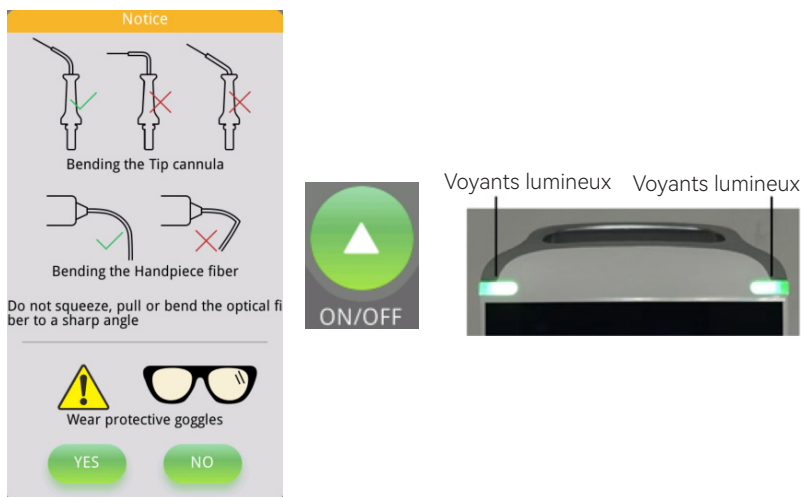 Notice
Bending the Tip cannula
Bending the Handpiece fiber
Do not squeeze, pull or bend the optical fi
ber to a sharp angle
Wear protective goggles
YES NO
ON/OFF
Voyants lumineux Voyants lumineux